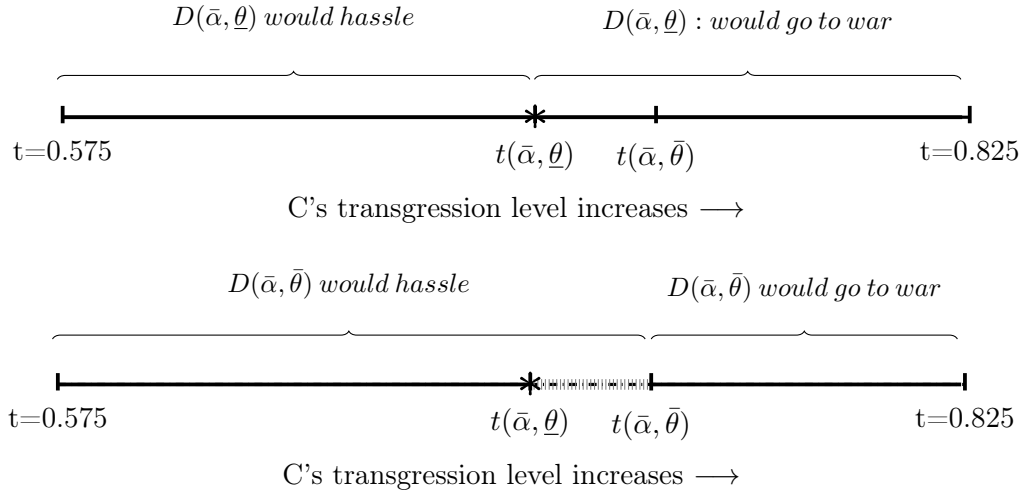 D(ᾱ, θ̲) would hassle D(ᾱ, θ̲) : would go to war
t=0.575 t(ᾱ, θ̲) t(ᾱ, θ̄) t=0.825
C's transgression level increases ⟶
D(ᾱ, θ̄) would hassle D(ᾱ, θ̄) would go to war
t=0.575 t(ᾱ, θ̲) t(ᾱ, θ̄) t=0.825
C's transgression level increases ⟶